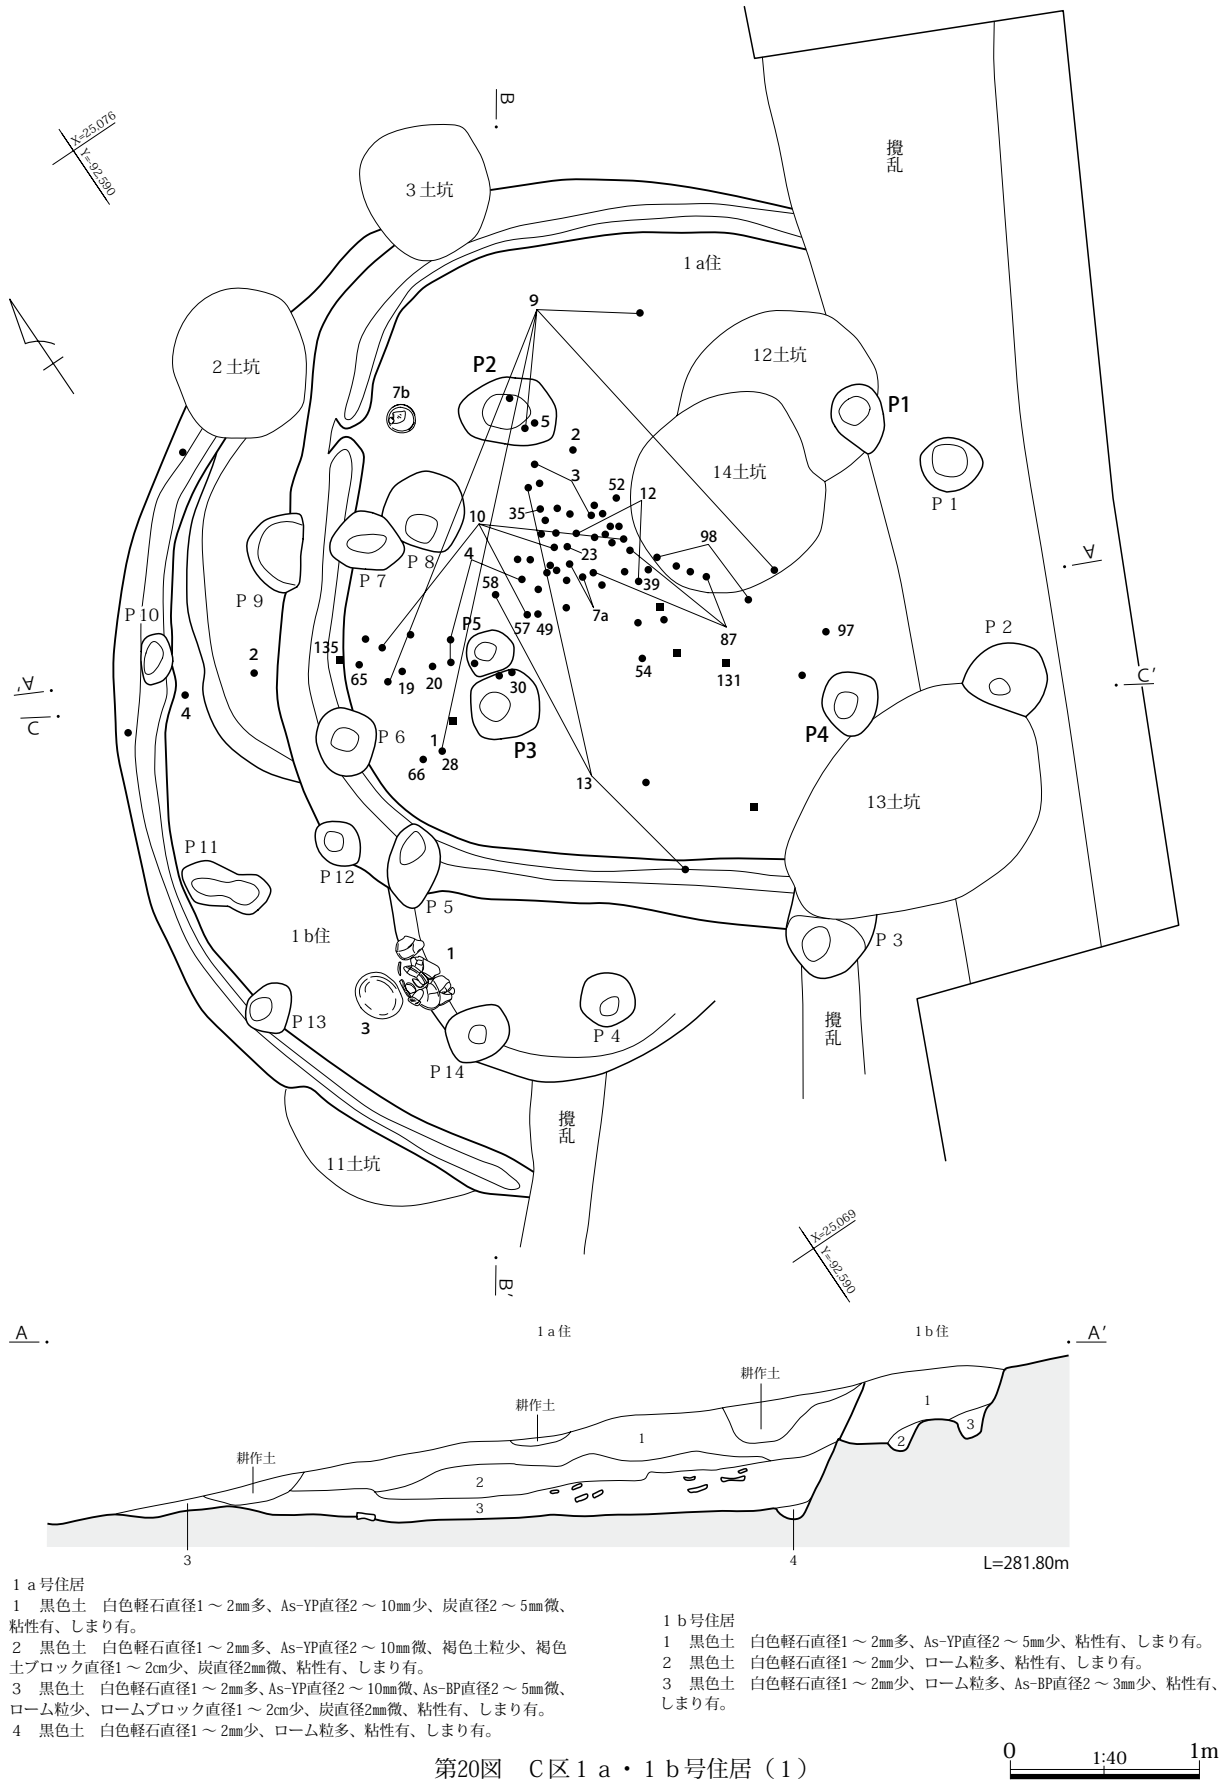 B
X=25,076
Y=-92,590
3土坑
攪乱
1a住
9
2土坑
12土坑
P2
P1
7b
5
2
14土坑
3
52
12
P 1
35
10
98
23
4
P 8
P 7
39
58
A
P 9
7a
P10
57
49
P5
87
97
P 2
135
2
54
65
19
20
30
131
A′
C′
4
C
P 6
1
P3
P4
28
66
13
13土坑
P11
P12
P 5
1b住
1
P 3
3
P13
P 4
攪乱
P14
攪乱
11土坑
X=25,069
Y=-92,590
B′
A
1a住
1b住
A′
耕作土
耕作土
1
1
3
耕作土
2
2
3
3
4
L=281.80m
1a号住居
1 黒色土 白色軽石直径1～2㎜多、As-YP直径2～10㎜少、炭直径2～5㎜微、
粘性有、しまり有。
2 黒色土 白色軽石直径1～2㎜多、As-YP直径2～10㎜微、褐色土粒少、褐色
土ブロック直径1～2㎝少、炭直径2㎜微、粘性有、しまり有。
3 黒色土 白色軽石直径1～2㎜多、As-YP直径2～10㎜微、As-BP直径2～5㎜微、
ローム粒少、ロームブロック直径1～2㎝少、炭直径2㎜微、粘性有、しまり有。
4 黒色土 白色軽石直径1～2㎜少、ローム粒多、粘性有、しまり有。
1b号住居
1 黒色土 白色軽石直径1～2㎜多、As-YP直径2～5㎜少、粘性有、しまり有。
2 黒色土 白色軽石直径1～2㎜少、ローム粒多、粘性有、しまり有。
3 黒色土 白色軽石直径1～2㎜少、ローム粒多、As-BP直径2～3㎜少、粘性有、
しまり有。
第20図 C区1a・1b号住居（1）
0 1:40 1m